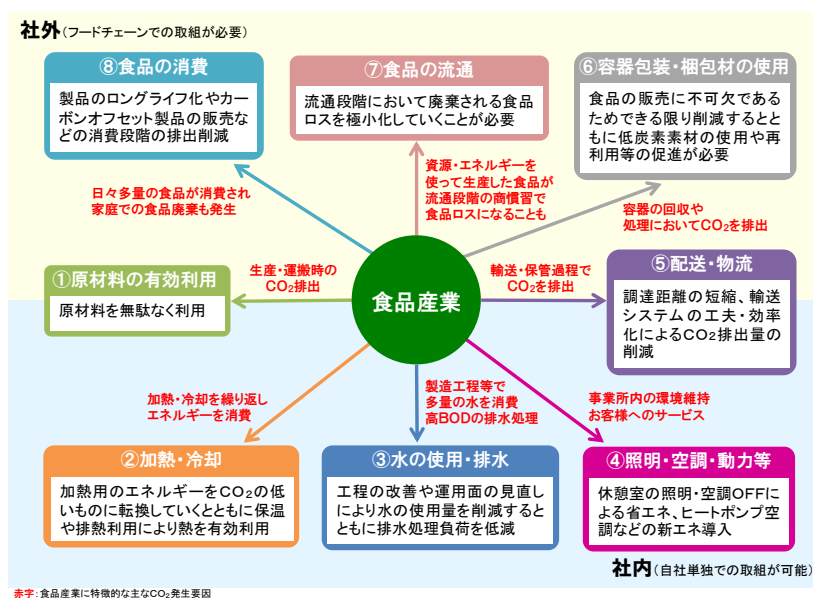 社外(フードチェーンでの取組が必要)
⑧食品の消費
製品のロングライフ化やカー
ボンオフセット製品の販売な
どの消費段階の排出削減
⑦食品の流通
流通段階において廃棄される食品
ロスを極小化していくことが必要
⑥容器包装・梱包材の使用
食品の販売に不可欠である
ためできる限り削減するとと
もに低炭素素材の使用や再
利用等の促進が必要
日々多量の食品が消費され
家庭での食品廃棄も発生
資源・エネルギーを
使って生産した食品が
流通段階の商慣習で
食品ロスになることも
容器の回収や
処理においてCO₂を排出
①原材料の有効利用
原材料を無駄なく利用
生産・運搬時の
CO₂排出
食品産業
輸送・保管過程で
CO₂を排出
⑤配送・物流
調達距離の短縮、輸送
システムの工夫・効率
化によるCO2排出量の
削減
加熱・冷却を繰り返し
エネルギーを消費
製造工程等で
多量の水を消費
高BODの排水処理
事業所内の環境維持
お客様へのサービス
②加熱・冷却
加熱用のエネルギーをCO₂の低
いものに転換していくとともに保温
や排熱利用により熱を有効利用
③水の使用・排水
工程の改善や運用面の見直し
により水の使用量を削減すると
ともに排水処理負荷を低減
④照明・空調・動力等
休憩室の照明・空調OFFに
よる省エネ、ヒートポンプ空
調などの新エネ導入
社内(自社単独での取組が可能)
赤字:食品産業に特徴的な主なCO₂発生要因